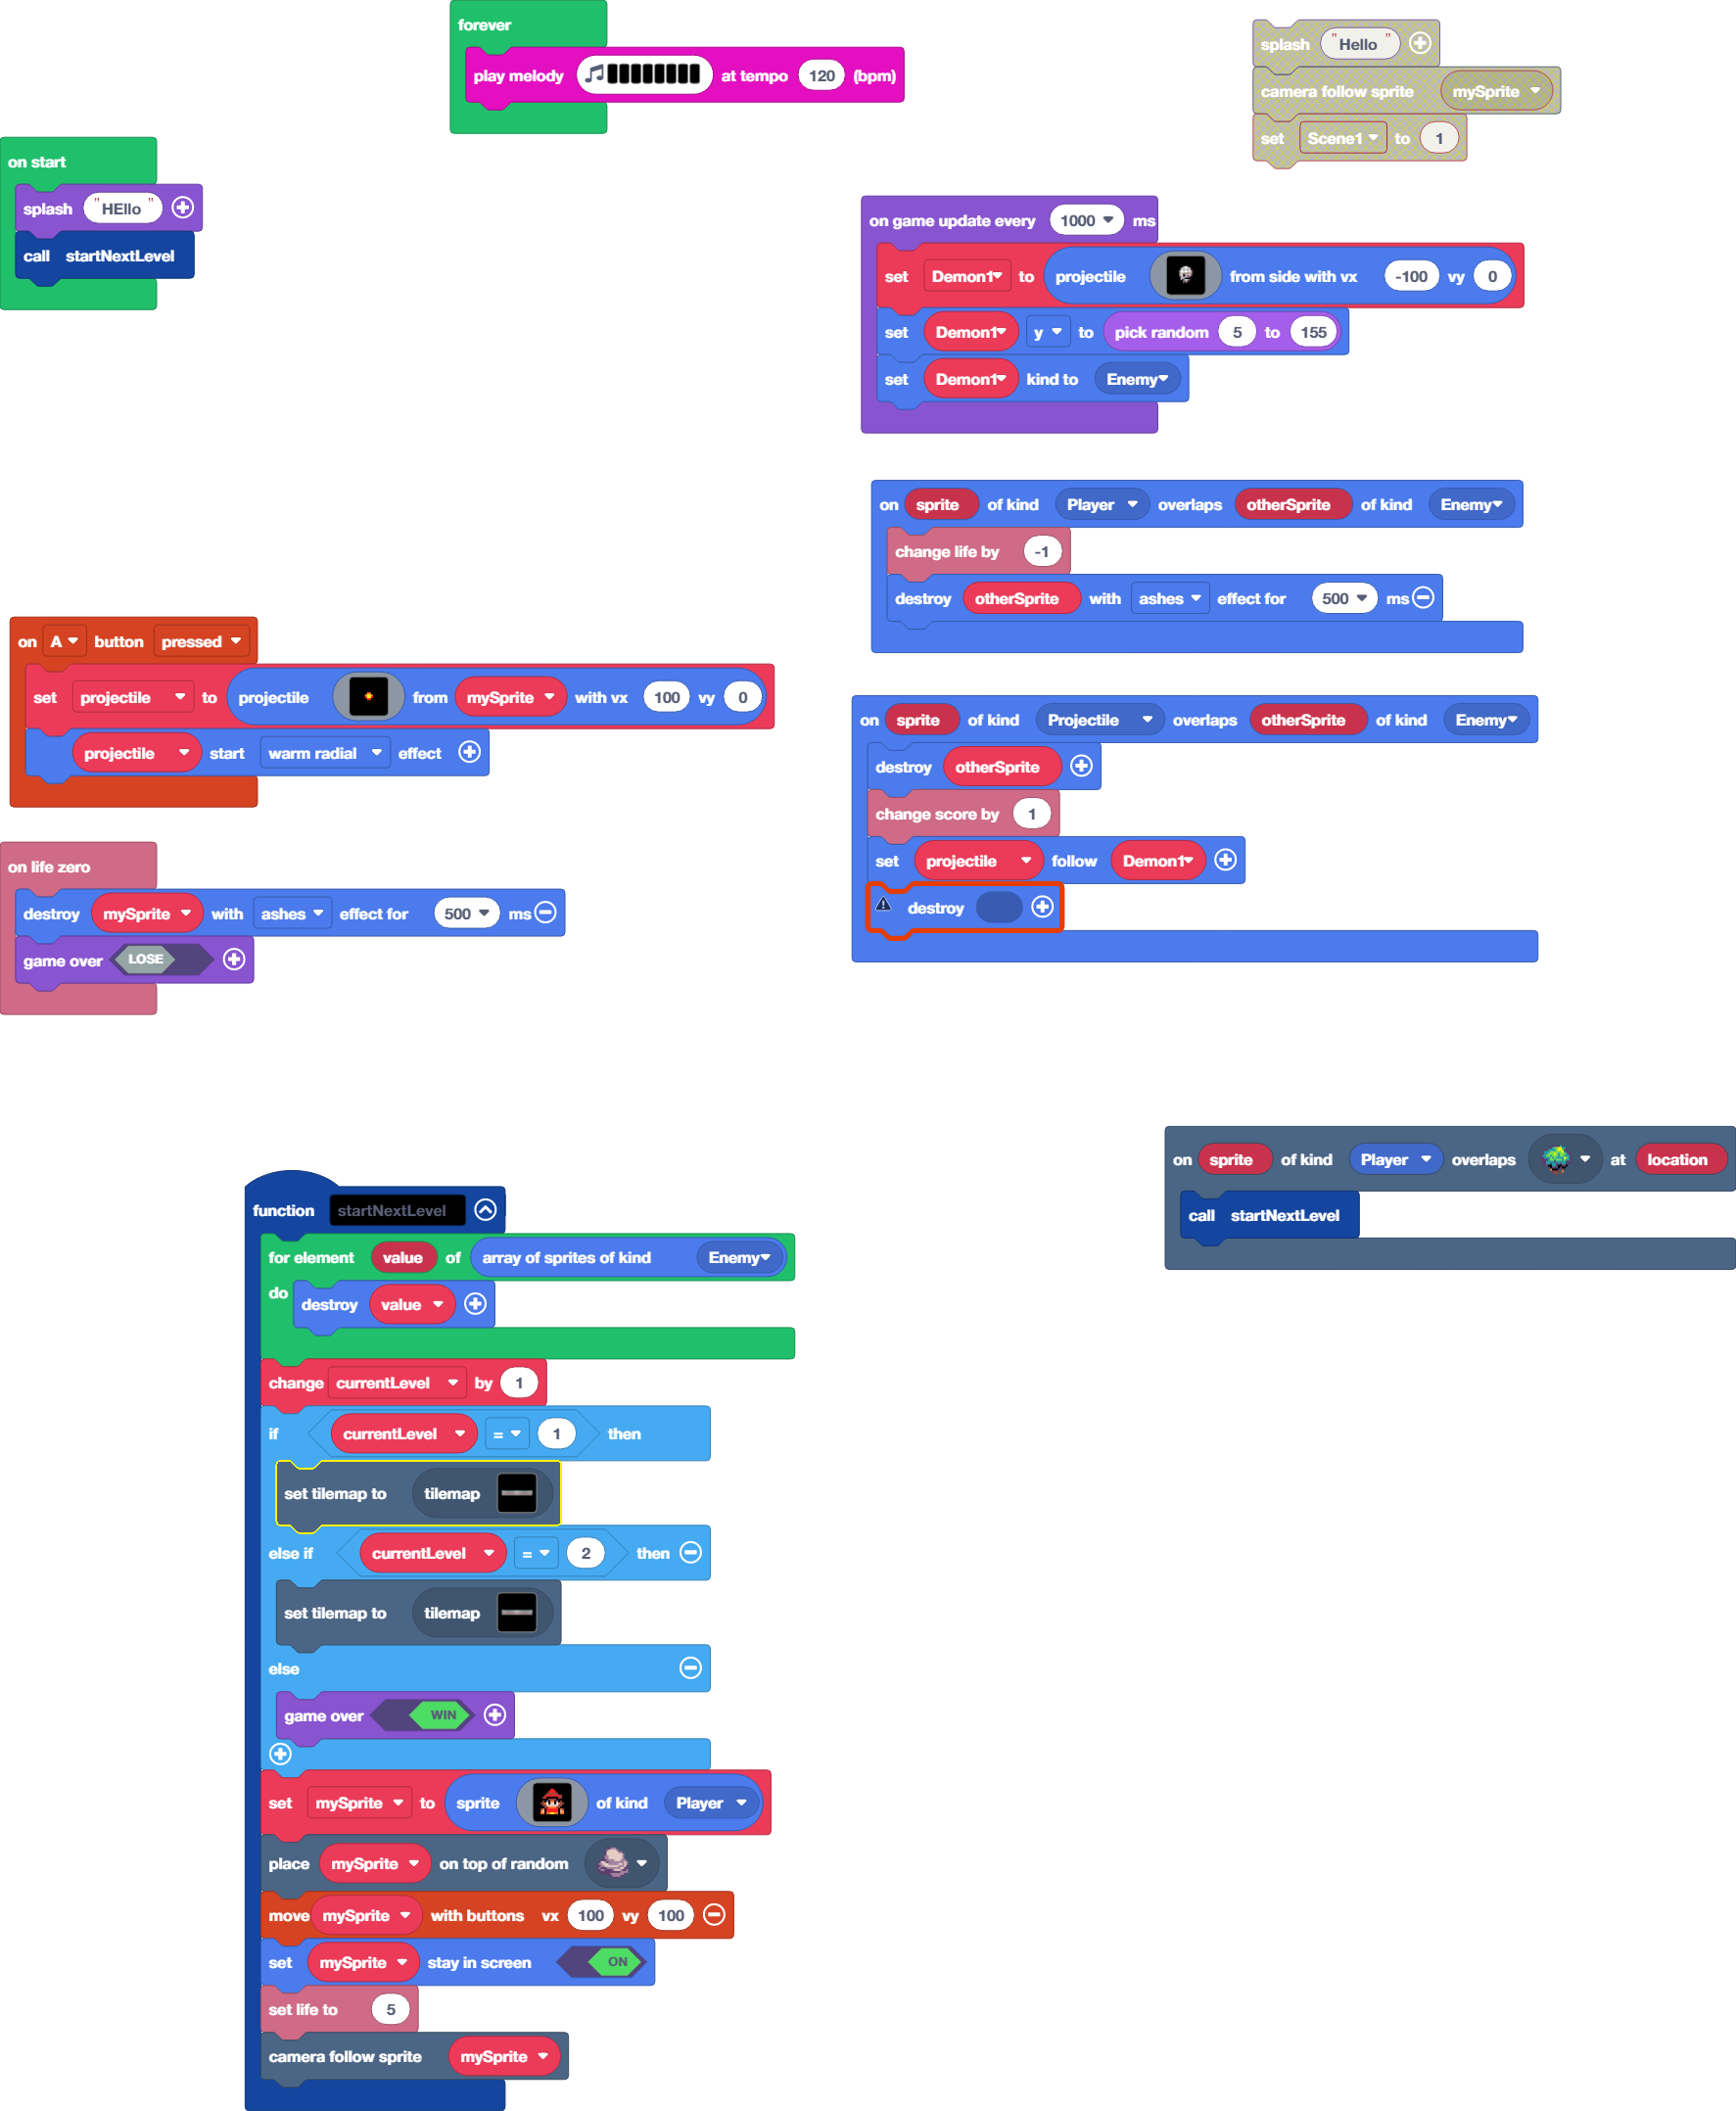 forever
play melody at tempo 120 (bpm)
splash "Hello"
camera follow sprite mySprite
set Scene1 to 1
on start
splash "HEllo"
call startNextLevel
on game update every 1000 ms
set Demon1 to projectile from side with vx -100 vy 0
set Demon1 y to pick random 5 to 155
set Demon1 kind to Enemy
on sprite of kind Player overlaps otherSprite of kind Enemy
change life by -1
destroy otherSprite with ashes effect for 500 ms
on A button pressed
set projectile to projectile from mySprite with vx 100 vy 0
projectile start warm radial effect
on sprite of kind Projectile overlaps otherSprite of kind Enemy
destroy otherSprite
change score by 1
set projectile follow Demon1
destroy
on life zero
destroy mySprite with ashes effect for 500 ms
game over LOSE
on sprite of kind Player overlaps at location
call startNextLevel
function startNextLevel
for element value of array of sprites of kind Enemy
do destroy value
change currentLevel by 1
if currentLevel = 1 then
set tilemap to tilemap
else if currentLevel = 2 then
set tilemap to tilemap
else
game over WIN
set mySprite to sprite of kind Player
place mySprite on top of random
move mySprite with buttons vx 100 vy 100
set mySprite stay in screen ON
set life to 5
camera follow sprite mySprite